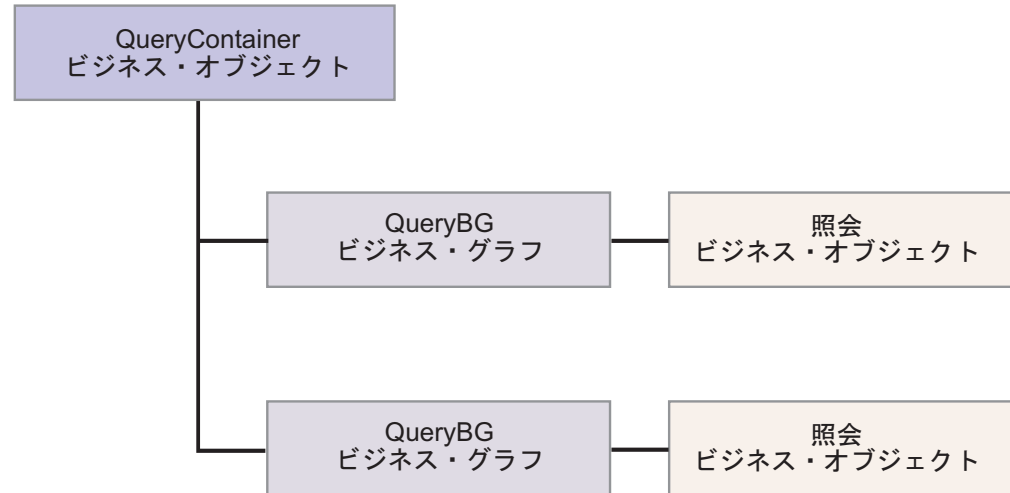 QueryContainer
ビジネス・オブジェクト
QueryBG
ビジネス・グラフ
照会
ビジネス・オブジェクト
QueryBG
ビジネス・グラフ
照会
ビジネス・オブジェクト